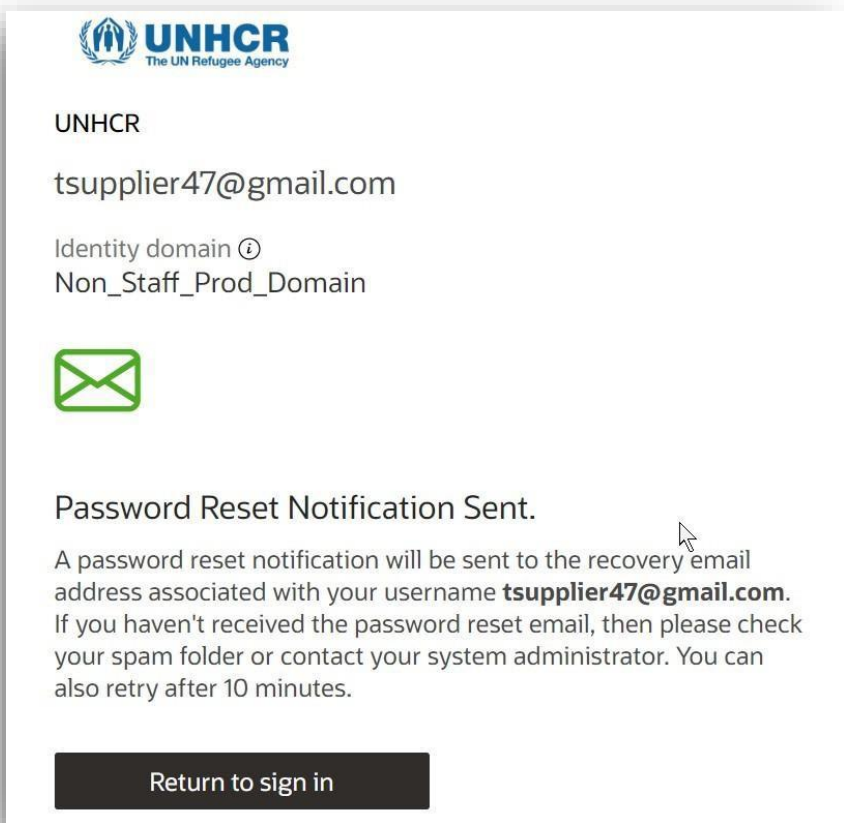 UNHCR
The UN Refugee Agency
UNHCR
tsupplier47@gmail.com
Identity domain
Non_Staff_Prod_Domain
Password Reset Notification Sent.
A password reset notification will be sent to the recovery email
address associated with your username tsupplier47@gmail.com.
If you haven't received the password reset email, then please check
your spam folder or contact your system administrator. You can
also retry after 10 minutes.
Return to sign in